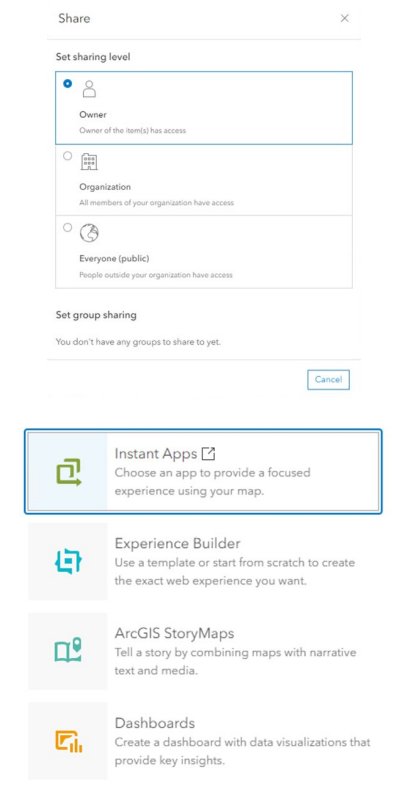 Share
Set sharing level
Owner
Owner of the item(s) has access
Organization
All members of your organization have access
Everyone (public)
People outside your organization have access
Set group sharing
You don't have any groups to share to yet.
Cancel
Instant Apps
Choose an app to provide a focused
experience using your map.
Experience Builder
Use a template or start from scratch to create
the exact web experience you want.
ArcGIS StoryMaps
Tell a story by combining maps with narrative
text and media.
Dashboards
Create a dashboard with data visualizations that
provide key insights.